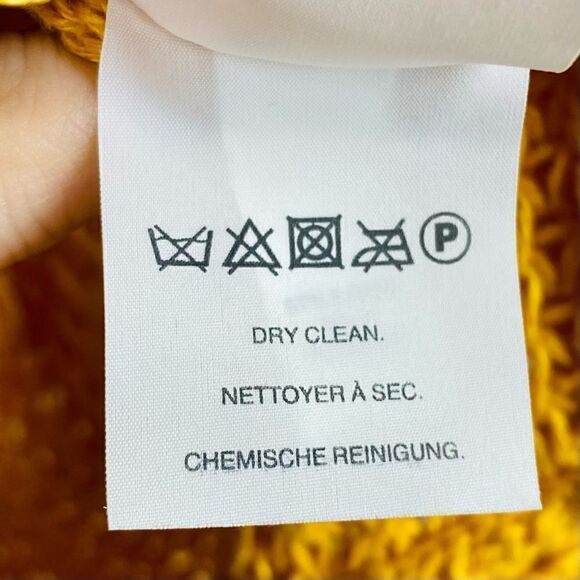 P
DRY CLEAN.
NETTOYER À SEC.
CHEMISCHE REINIGUNG.